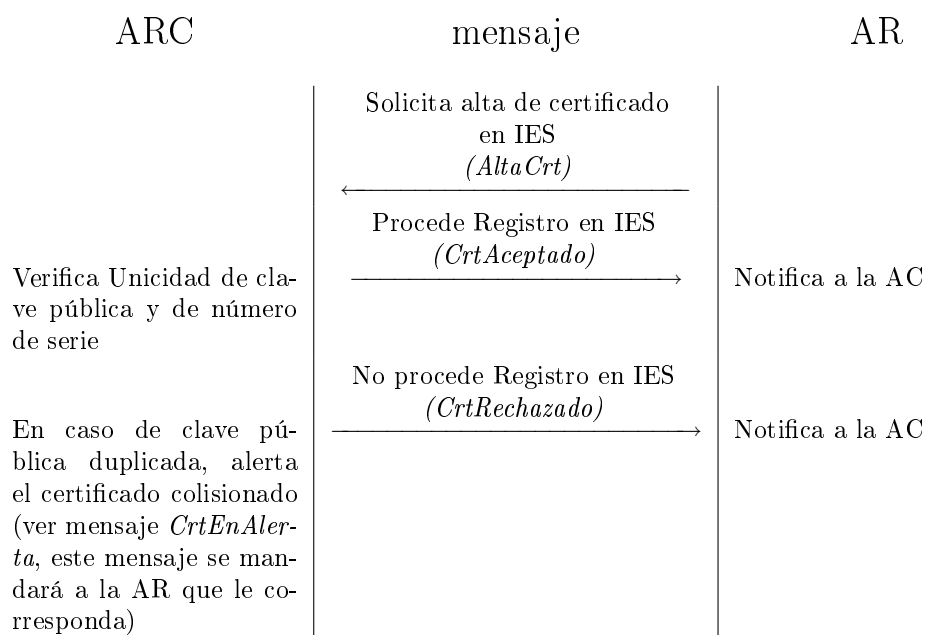 ARC mensaje AR
Solicita alta de certificado
en IES
(AltaCrt)
Procede Registro en IES
(CrtAceptado)
Verifica Unicidad de cla-
ve pública y de número
de serie
Notifica a la AC
No procede Registro en IES
(CrtRechazado)
En caso de clave pú-
blica duplicada, alerta
el certificado colisionado
(ver mensaje CrtEnAler-
ta, este mensaje se man-
dará a la AR que le co-
rresponda)
Notifica a la AC